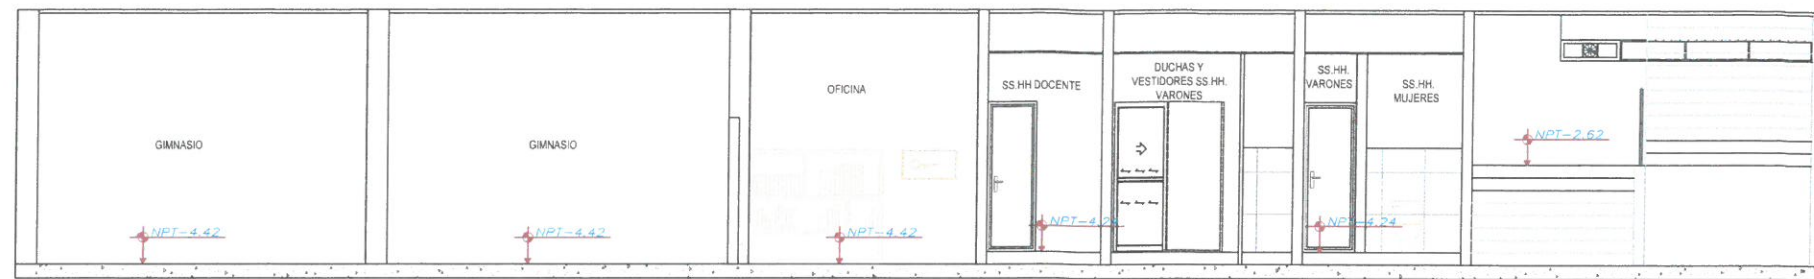 GIMNASIO
NPT-4.42
GIMNASIO
NPT-4.42
OFICINA
NPT-4.42
SS.HH DOCENTE
DUCHAS Y
VESTIDORES SS.HH.
VARONES
SS.HH.
VARONES
NPT-4.24
SS.HH.
MUJERES
NPT-2.52